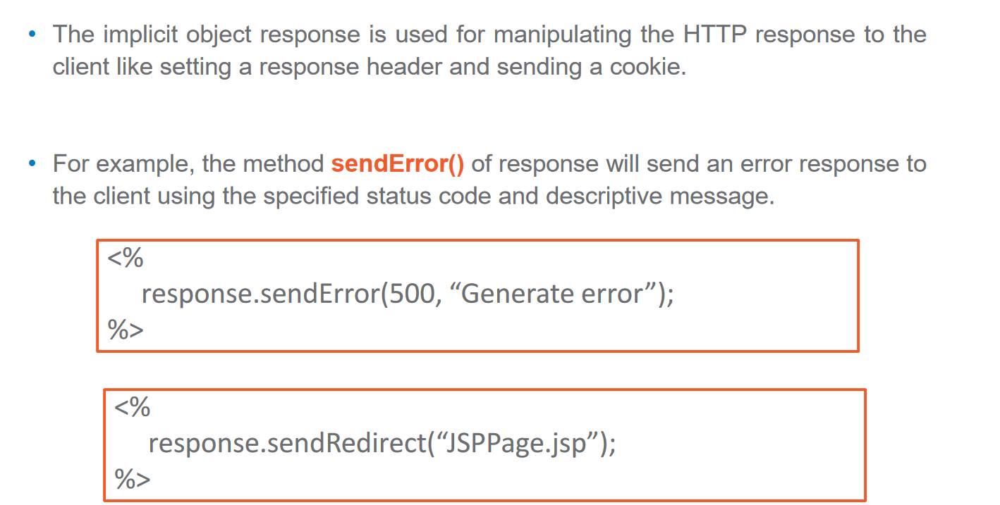 • The implicit object response is used for manipulating the HTTP response to the
client like setting a response header and sending a cookie.
• For example, the method sendError() of response will send an error response to
the client using the specified status code and descriptive message.
<%
response.sendError(500, “Generate error”);
%>
<%
response.sendRedirect(“JSPPage.jsp”);
%>